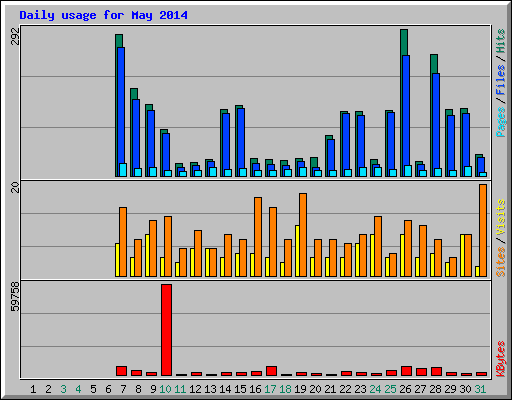 Daily usage for May 2014
292
Pages / Files / Hits
20
Sites / Visits
59758
KBytes
1 2 3 4 5 6 7 8 9 10 11 12 13 14 15 16 17 18 19 20 21 22 23 24 25 26 27 28 29 30 31